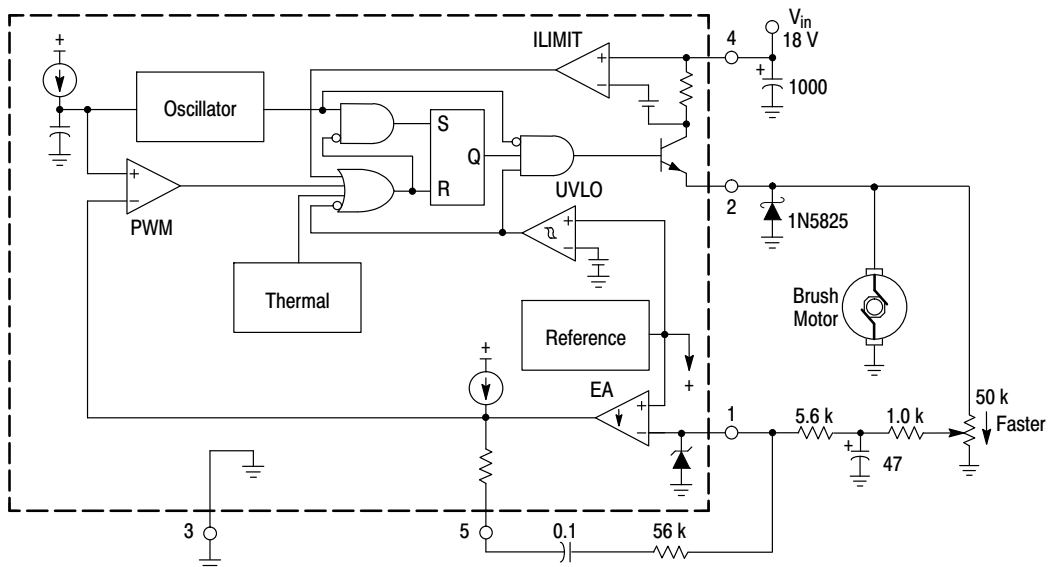 +
Oscillator
ILIMIT
+
−
4
V_in
18 V
+
1000
S
Q
R
+
−
PWM
UVLO
2
1N5825
+
−
Thermal
Brush
Motor
Reference
+
+
EA
+
−
1
5.6 k
1.0 k
50 k
Faster
+
47
3
5
0.1
56 k